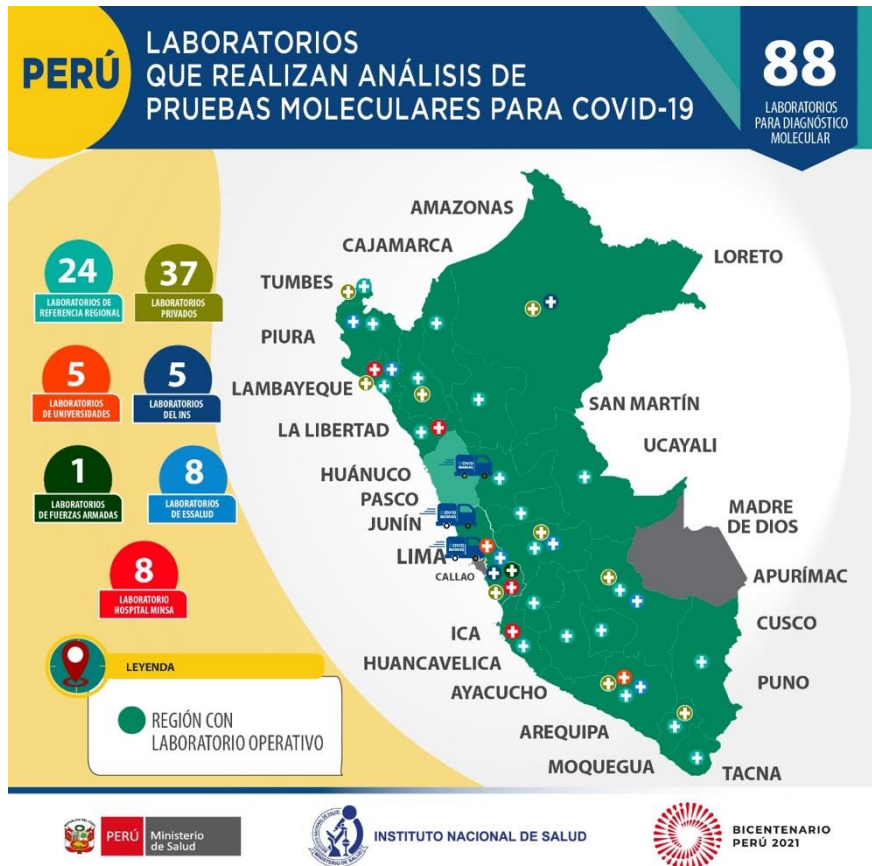 PERÚ
LABORATORIOS
QUE REALIZAN ANÁLISIS DE
PRUEBAS MOLECULARES PARA COVID-19
88
LABORATORIOS
PARA DIAGNÓSTICO
MOLECULAR
24
LABORATORIOS DE
REFERENCIA REGIONAL
37
LABORATORIOS
PRIVADOS
5
LABORATORIOS
DE UNIVERSIDADES
5
LABORATORIOS
DEL INS
1
LABORATORIOS
DE FUERZAS ARMADAS
8
LABORATORIOS
DE ESSALUD
8
LABORATORIO
HOSPITAL MINSA
AMAZONAS
CAJAMARCA
LORETO
TUMBES
PIURA
LAMBAYEQUE
SAN MARTÍN
LA LIBERTAD
UCAYALI
HUÁNUCO
PASCO
JUNÍN
MADRE
DE DIOS
LIMA
CALLAO
APURÍMAC
CUSCO
ICA
HUANCAVELICA
PUNO
AYACUCHO
AREQUIPA
MOQUEGUA
TACNA
LEYENDA
REGIÓN CON
LABORATORIO OPERATIVO
PERÚ
Ministerio
de Salud
INSTITUTO NACIONAL DE SALUD
BICENTENARIO
PERÚ 2021